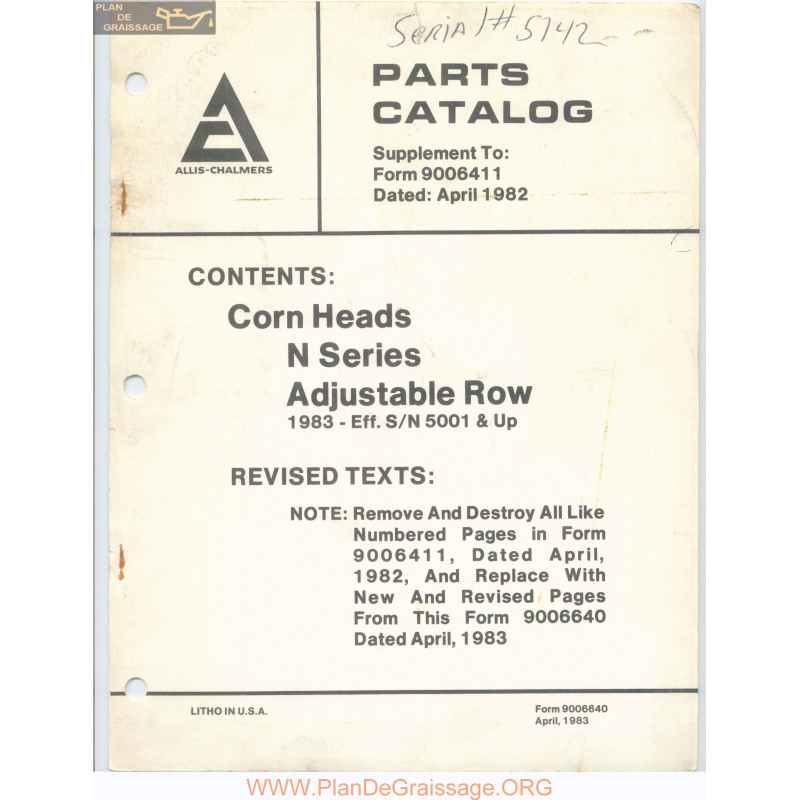 PLAN
DE
GRAISSAGE
Serial # 5742
PARTS
CATALOG
Supplement To:
Form 9006411
Dated: April 1982
ALLIS-CHALMERS
CONTENTS:
Corn Heads
N Series
Adjustable Row
1983 - Eff. S/N 5001 & Up
REVISED TEXTS:
NOTE: Remove And Destroy All Like
Numbered Pages in Form
9006411, Dated April,
1982, And Replace With
New And Revised Pages
From This Form 9006640
Dated April, 1983
LITHO IN U.S.A.
Form 9006640
April, 1983
www.PlanDeGraissage.ORG